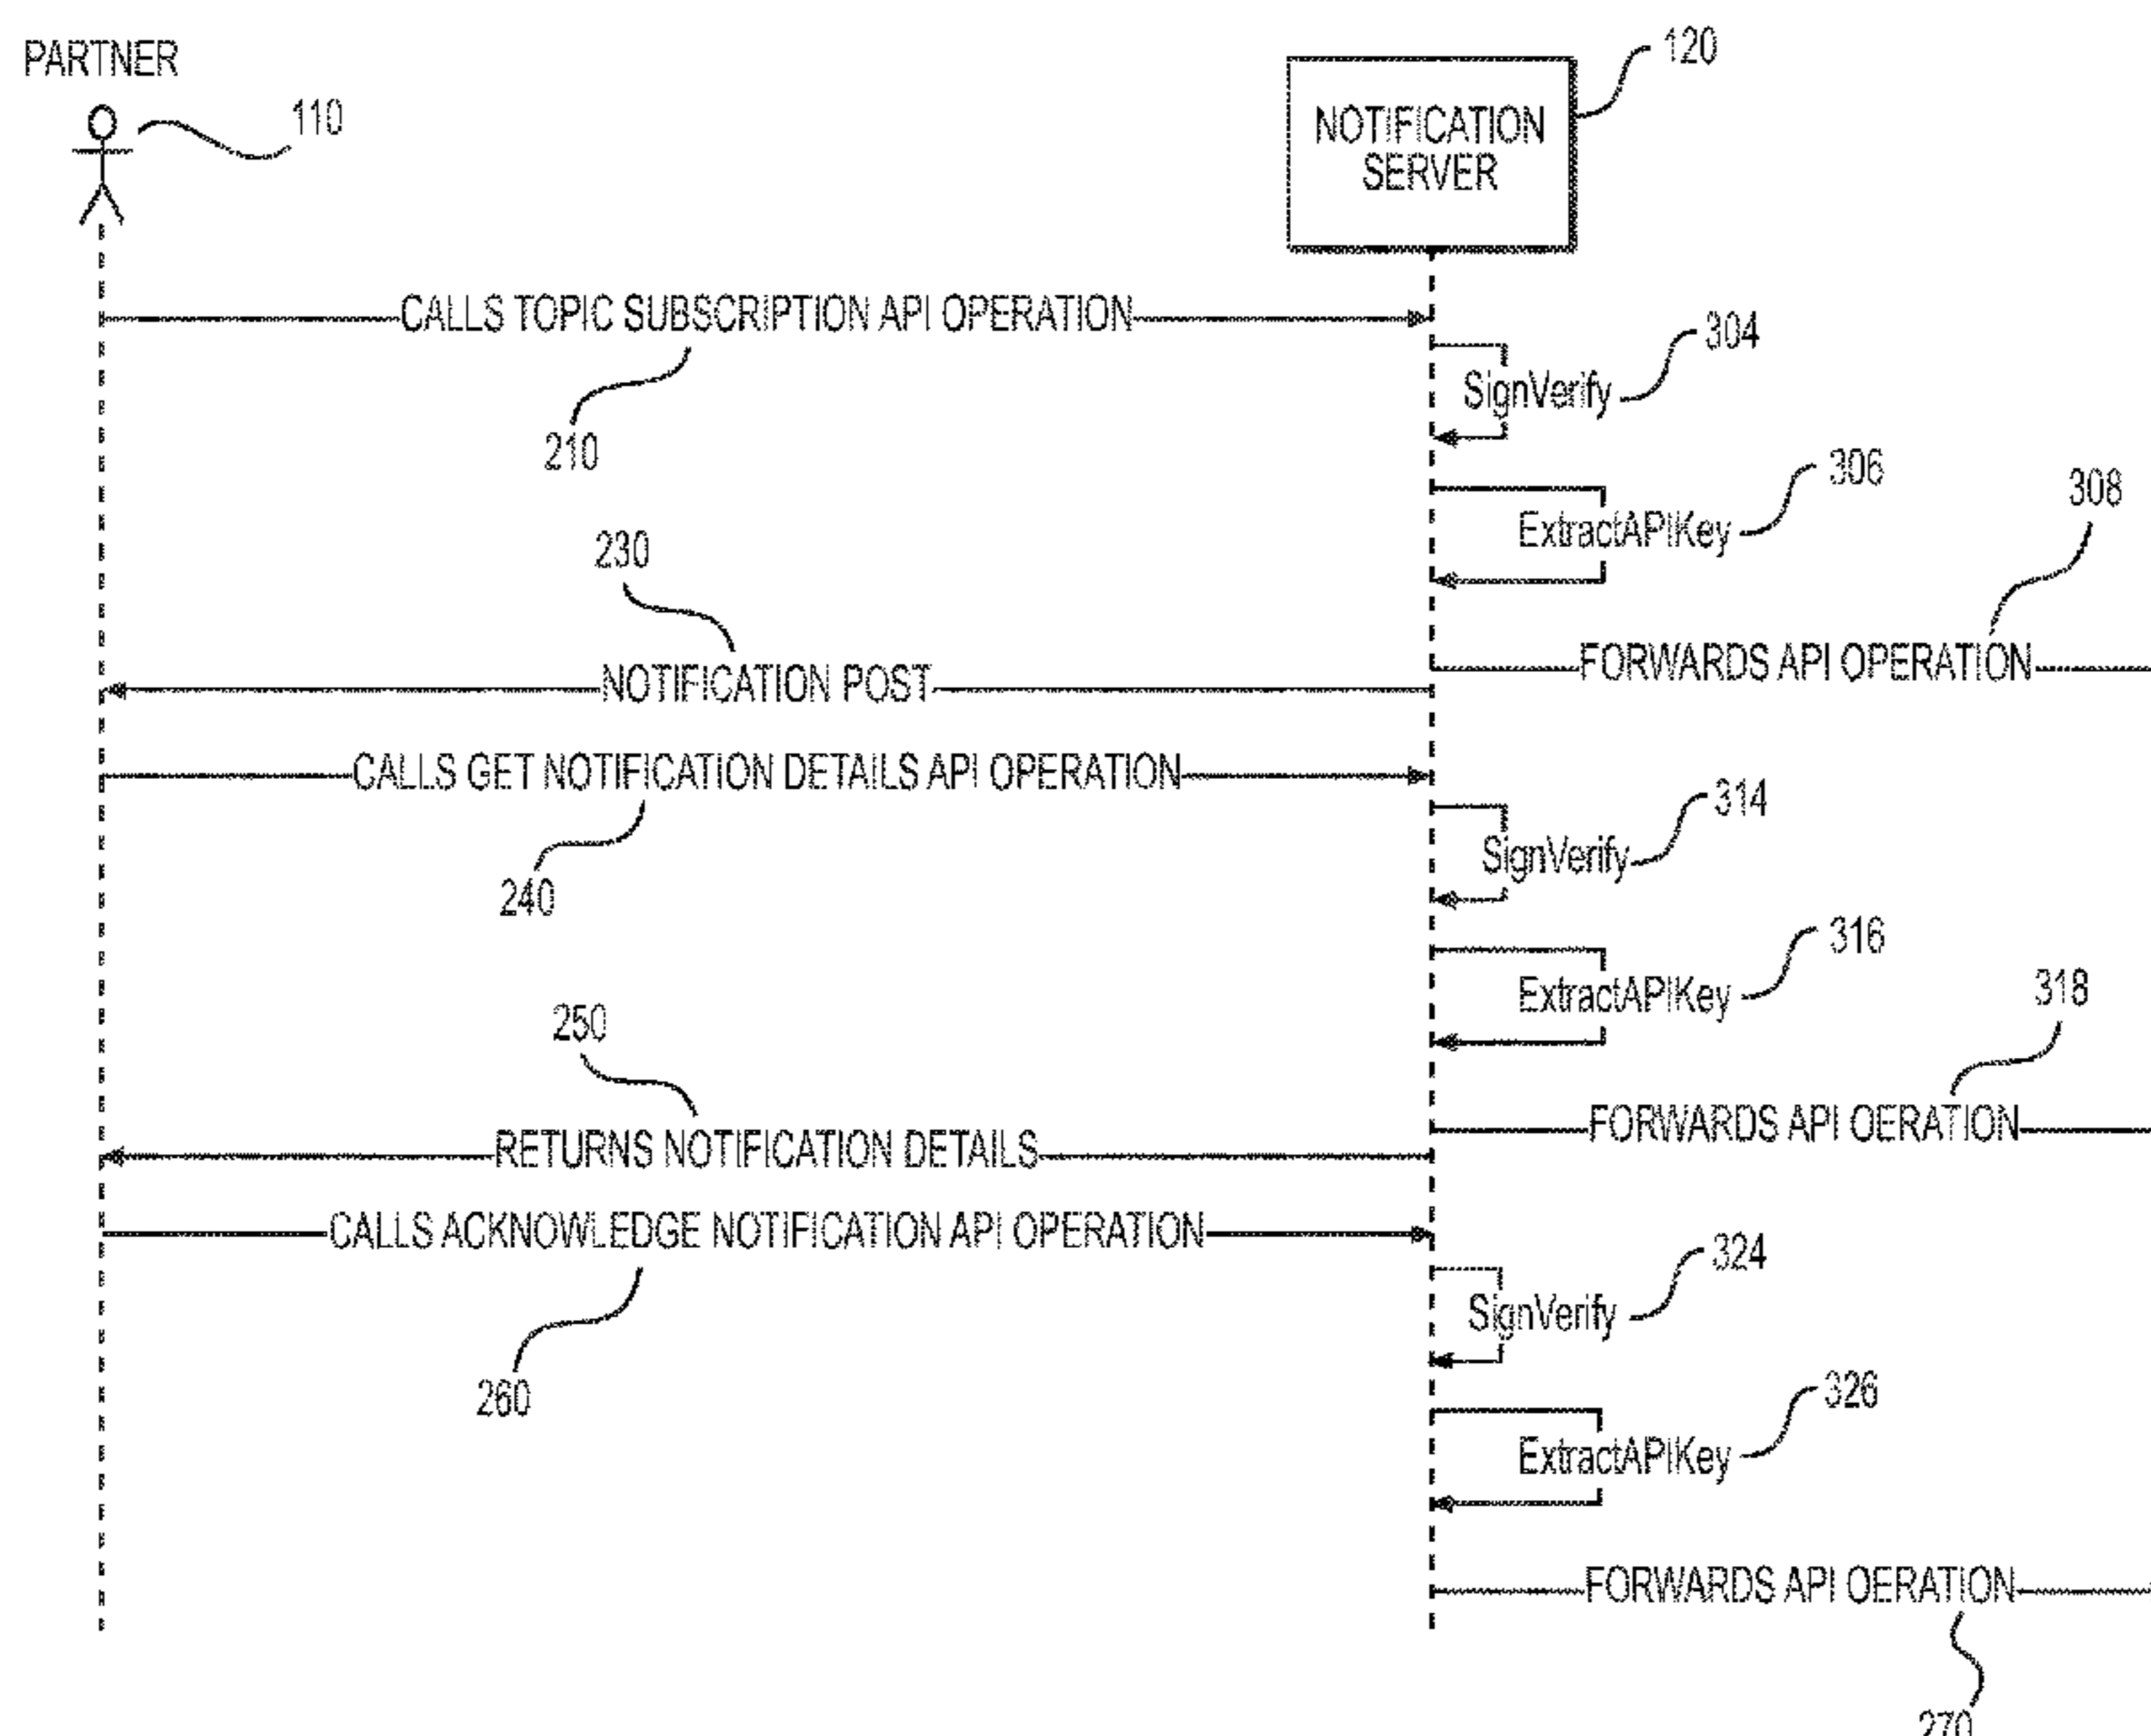 PARTNER
110
120
NOTIFICATION
SERVER
CALLS TOPIC SUBSCRIPTION API OPERATION
210
SignVerify
304
ExtractAPIKey
306
308
230
NOTIFICATION POST
FORWARDS API OPERATION
CALLS GET NOTIFICATION DETAILS API OPERATION
240
SignVerify
314
ExtractAPIKey
316
318
250
RETURNS NOTIFICATION DETAILS
FORWARDS API OERATION
CALLS ACKNOWLEDGE NOTIFICATION API OPERATION
260
SignVerify
324
ExtractAPIKey
326
FORWARDS API OERATION
270